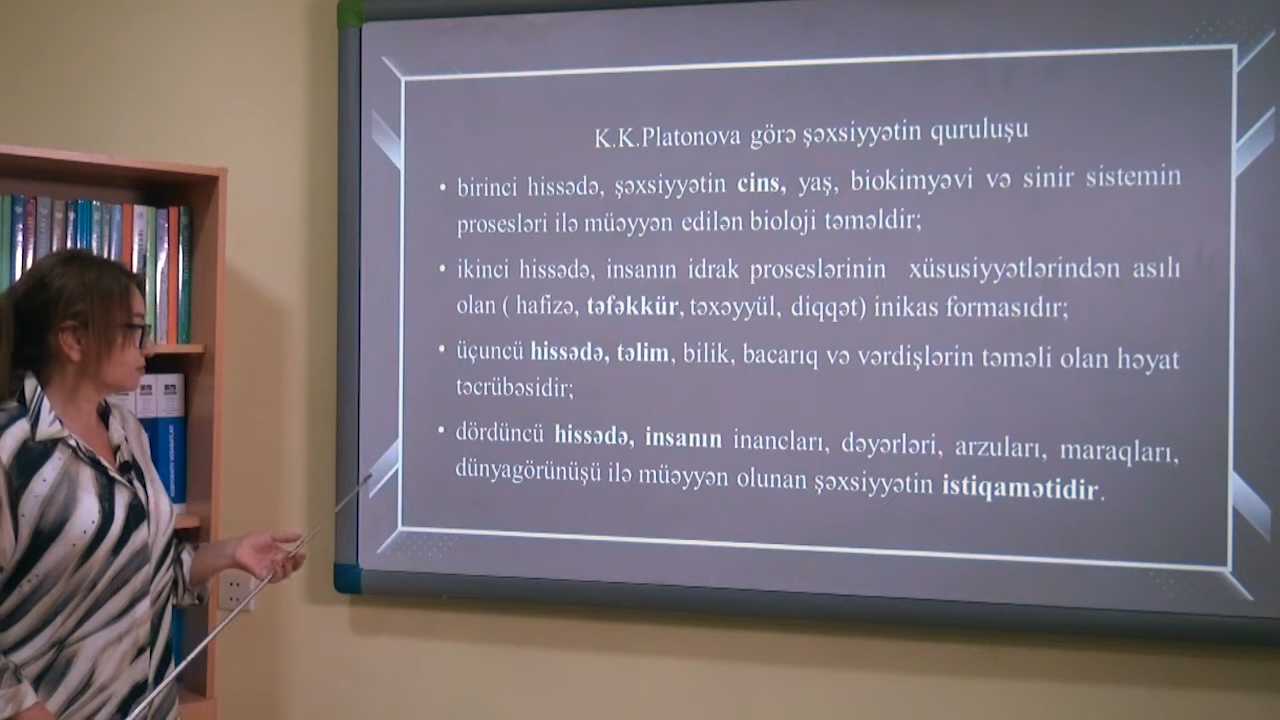 K.K.Platonova görə şəxsiyyətin quruluşu
• birinci hissədə, şəxsiyyətin cins, yaş, biokimyəvi və sinir sistemin
prosesləri ilə müəyyən edilən bioloji təməldir;
• ikinci hissədə, insanın idrak proseslərinin xüsusiyyətlərindən asılı
olan ( hafizə, təfəkkür, təxəyyül, diqqət) inikas formasıdır;
• üçuncü hissədə, təlim, bilik, bacarıq və vərdişlərin təməli olan həyat
təcrübəsidir;
• dördüncü hissədə, insanın inancları, dəyərləri, arzuları, maraqları,
dünyagörünüşü ilə müəyyən olunan şəxsiyyətin istiqamətidir.